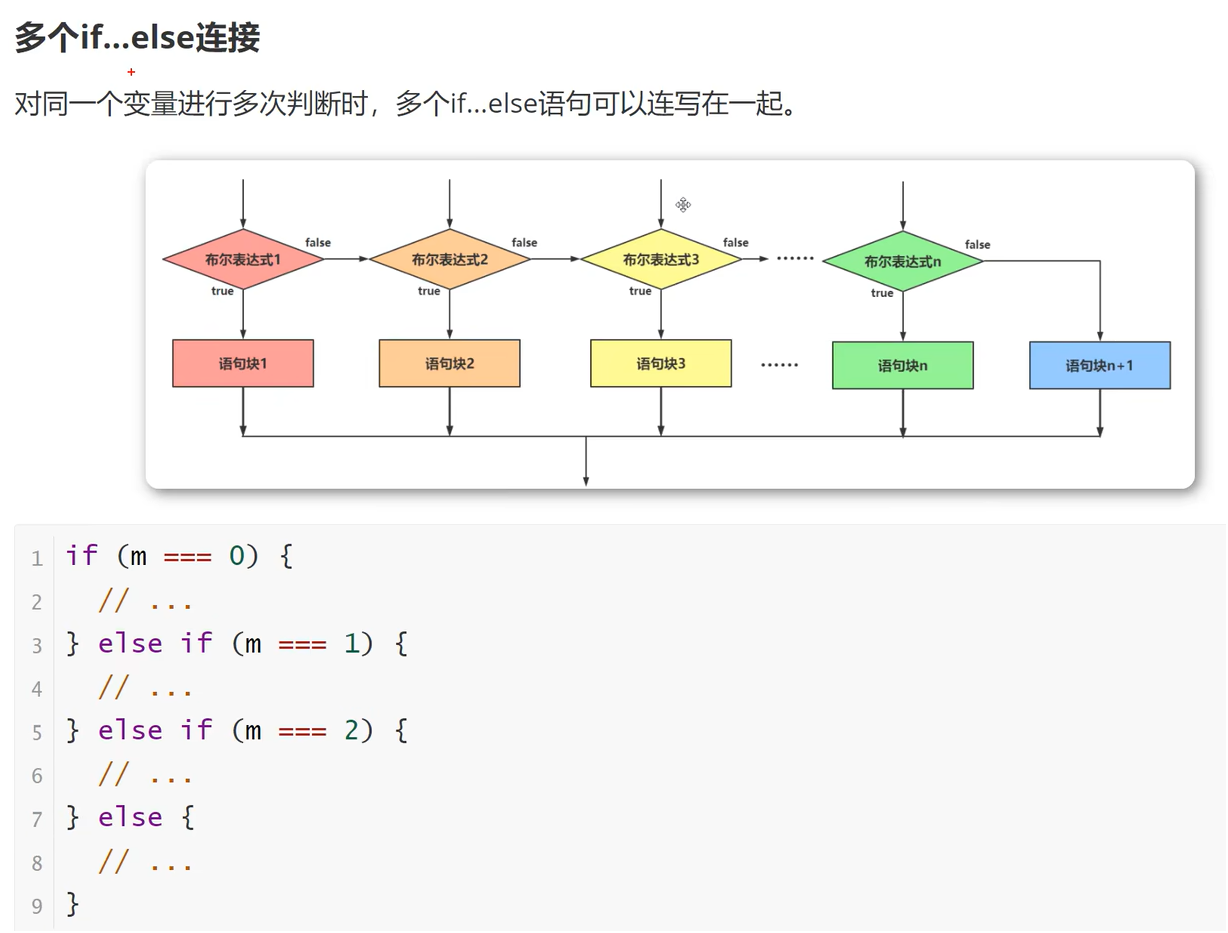 多个if...else连接
对同一个变量进行多次判断时，多个if...else语句可以连写在一起。
布尔表达式1 false 布尔表达式2 false 布尔表达式3 false ······ 布尔表达式n false
true true true true
语句块1 语句块2 语句块3 ······ 语句块n 语句块n+1
1 if (m === 0) {
2   // ...
3 } else if (m === 1) {
4   // ...
5 } else if (m === 2) {
6   // ...
7 } else {
8   // ...
9 }